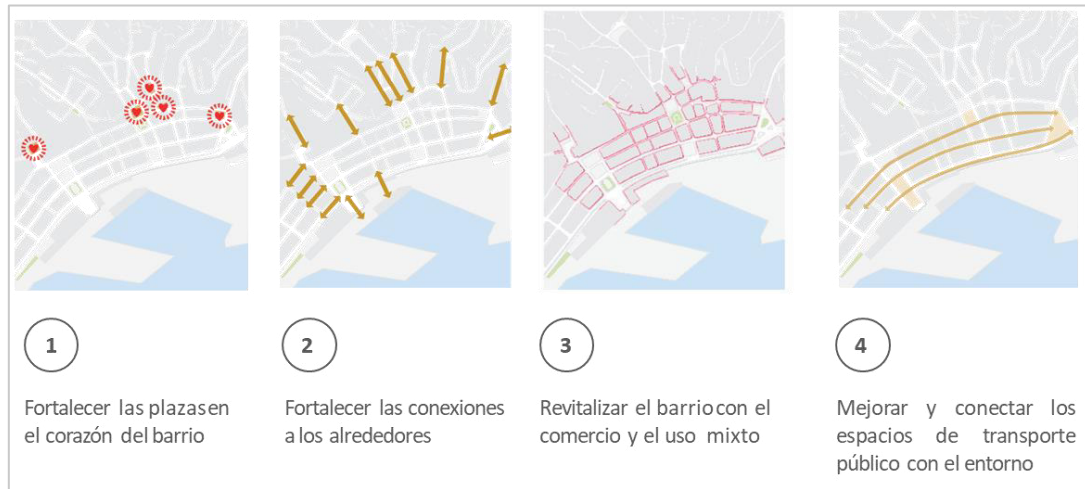 1
Fortalecer las plazas en
el corazón del barrio
2
Fortalecer las conexiones
a los alrededores
3
Revitalizar el barrio con el
comercio y el uso mixto
4
Mejorar y conectar los
espacios de transporte
público con el entorno